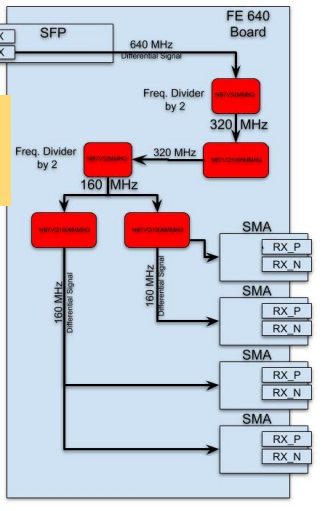 FE 640
Board
SFP
X
X
640 MHz
Differential Signal
Freq. Divider
by 2
320 MHz
Freq. Divider
by 2
320 MHz
160 MHz
160 MHz
Differential Signal
160 MHz
Differential Signal
SMA
RX_P
RX_N
SMA
RX_P
RX_N
SMA
RX_P
RX_N
SMA
RX_P
RX_N